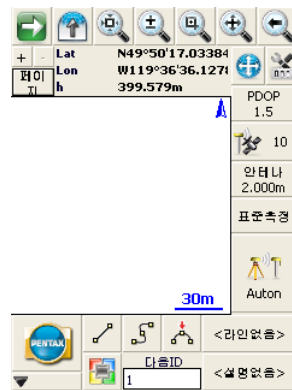 + - Lat N49°50'17.03384
페이지 Lon W119°36'36.1278
h 399.579m
PDOP
1.5
10
안테나
2.000m
표준측정
Auton
30m
PENTAX
<라인없음>
다음ID
1
<설명없음>